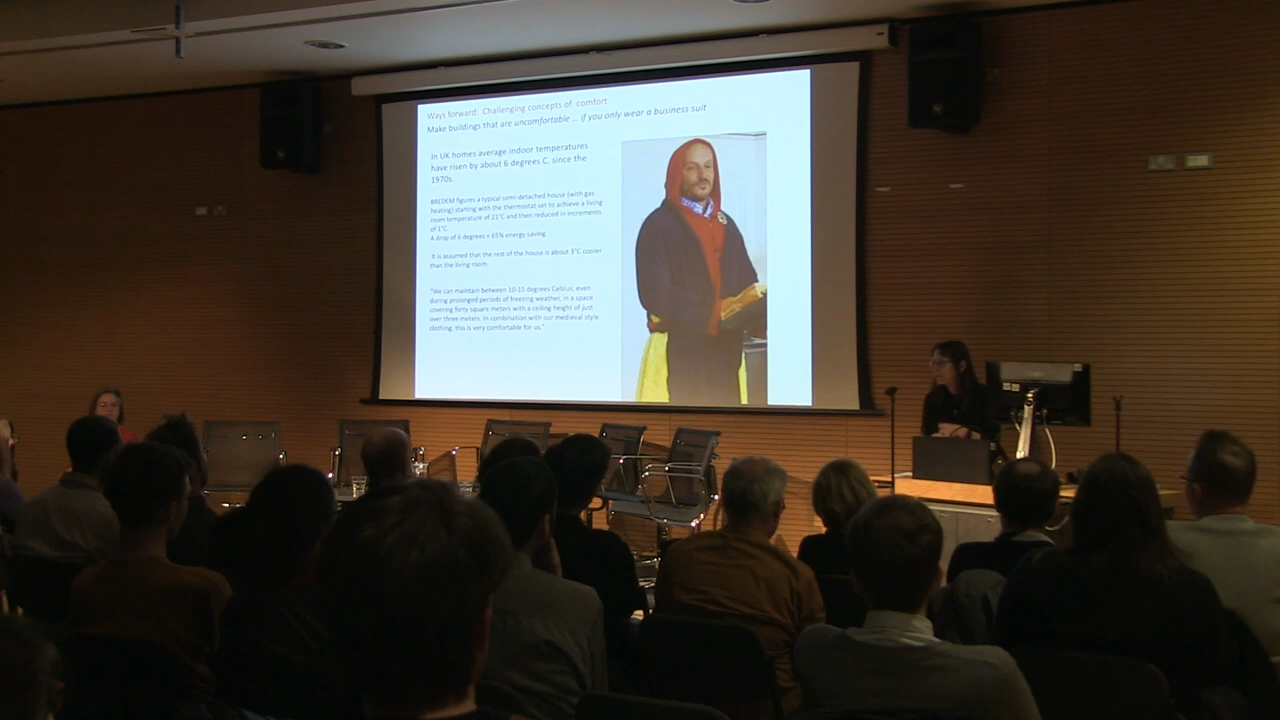 Ways forward: Challenging concepts of comfort
Make buildings that are uncomfortable ... if you only wear a business suit
In UK homes average indoor temperatures
have risen by about 6 degrees C. since the
1970s.
BREDEM figures a typical semi-detached house (with gas
heating) starting with the thermostat set to achieve a living
room temperature of 21°C and then reduced in increments
of 1°C.
A drop of 6 degrees = 65% energy saving.
It is assumed that the rest of the house is about 3°C cooler
than the living room.
"We can maintain between 10-15 degrees Celsius, even
during prolonged periods of freezing weather, in a space
covering forty square meters with a ceiling height of just
over three meters. In combination with our medieval style
clothing, this is very comfortable for us."